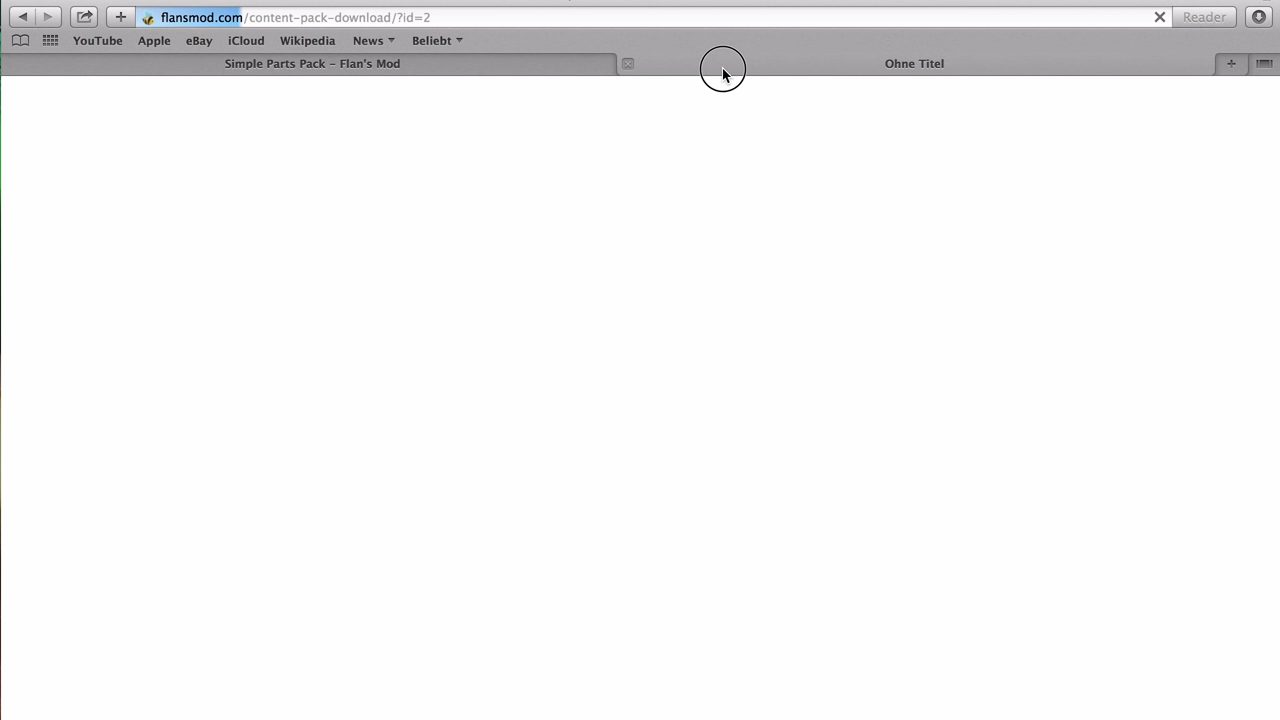 flansmod.com/content-pack-download/?id=2
Reader
YouTube Apple eBay iCloud Wikipedia News Beliebt
Simple Parts Pack – Flan's Mod
Ohne Titel